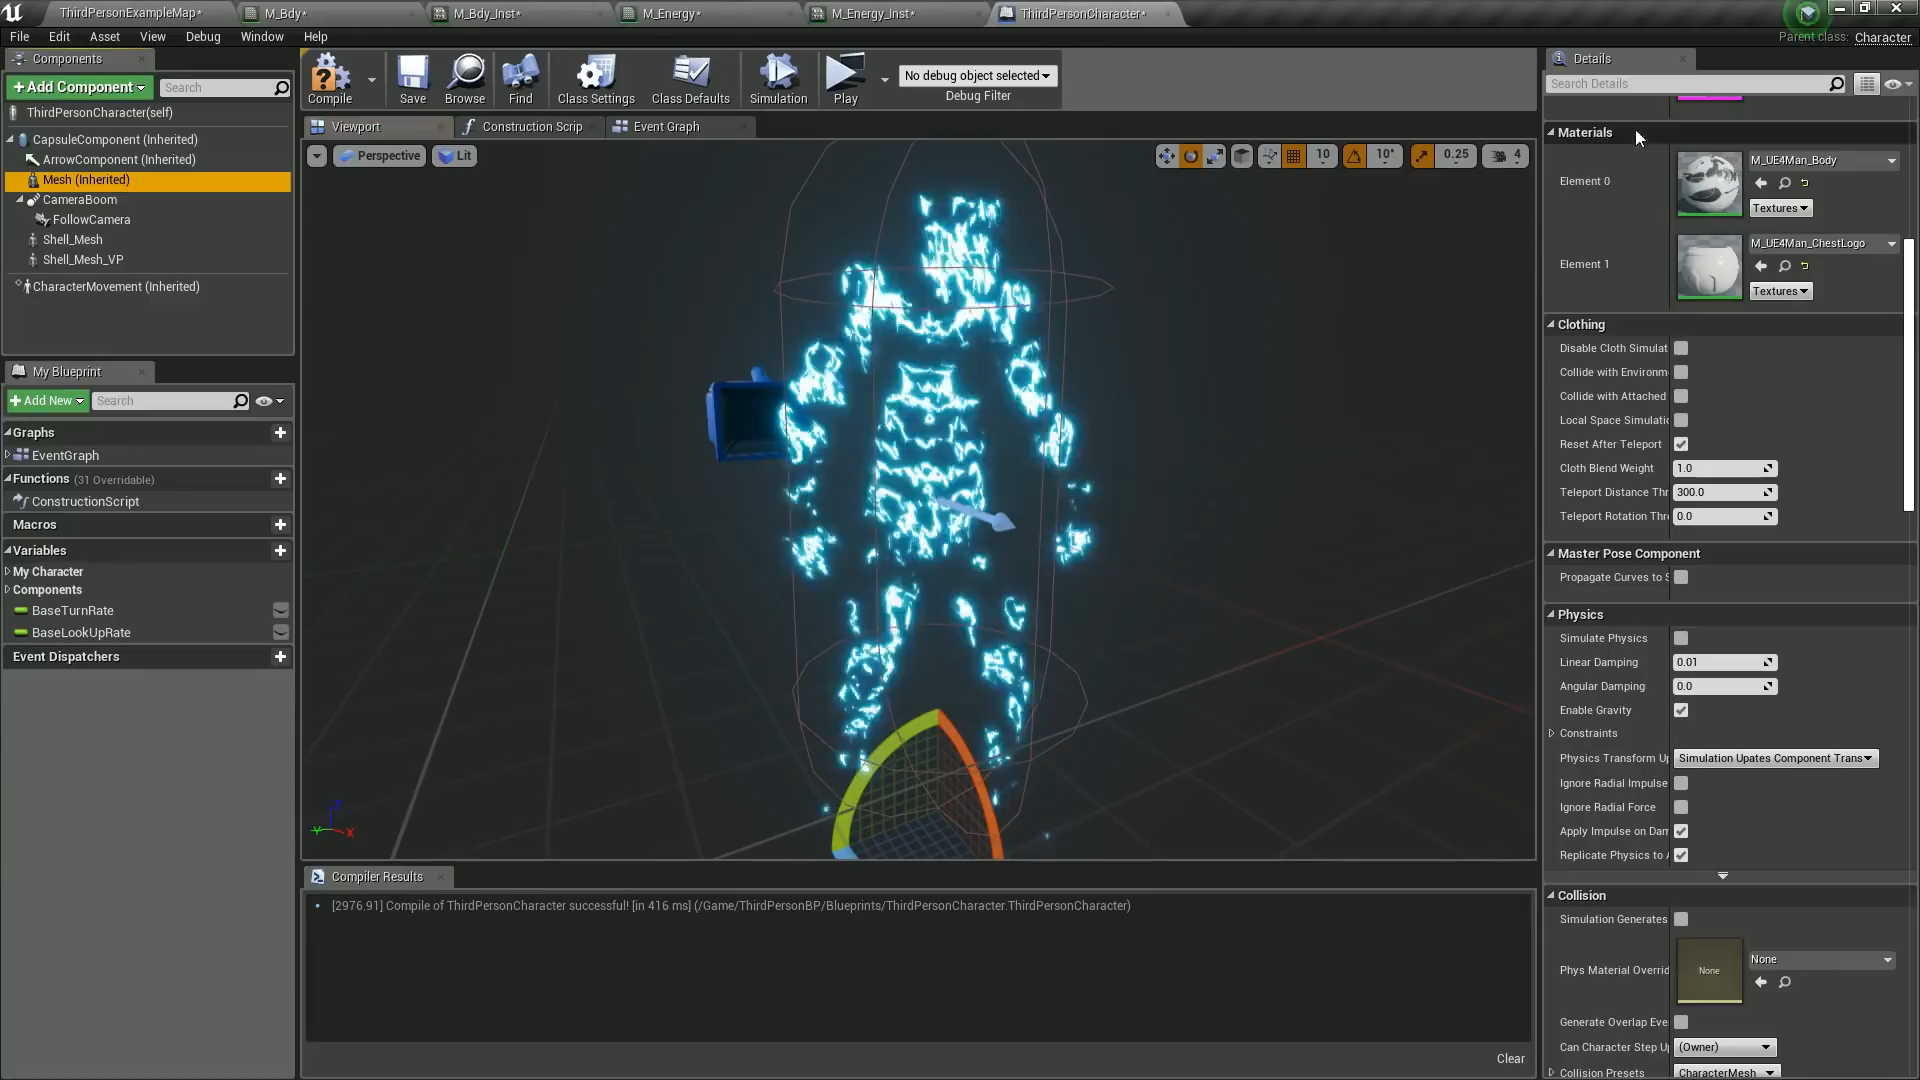 ThirdPersonExampleMap*
M_Bdy*
M_Bdy_Inst*
M_Energy*
M_Energy_Inst*
ThirdPersonCharacter*
File Edit Asset View Debug Window Help
Parent class: Character
Components
+Add Component
Search
ThirdPersonCharacter(self)
CapsuleComponent (Inherited)
ArrowComponent (Inherited)
Mesh (Inherited)
CameraBoom
FollowCamera
Shell_Mesh
Shell_Mesh_VP
CharacterMovement (Inherited)
My Blueprint
+Add New
Search
Graphs
EventGraph
Functions (31 Overridable)
ConstructionScript
Macros
Variables
My Character
Components
BaseTurnRate
BaseLookUpRate
Event Dispatchers
Compile
Save
Browse
Find
Class Settings
Class Defaults
Simulation
Play
No debug object selected
Debug Filter
Viewport
Construction Scrip
Event Graph
Perspective
Lit
10
10°
0.25
4
Z
Y
X
Compiler Results
[2976.91] Compile of ThirdPersonCharacter successful! [in 416 ms] (/Game/ThirdPersonBP/Blueprints/ThirdPersonCharacter.ThirdPersonCharacter)
Clear
Details
Search Details
Materials
Element 0
M_UE4Man_Body
Textures
Element 1
M_UE4Man_ChestLogo
Textures
Clothing
Disable Cloth Simulat
Collide with Environm
Collide with Attached
Local Space Simulatio
Reset After Teleport
Cloth Blend Weight 1.0
Teleport Distance Thr 300.0
Teleport Rotation Thr 0.0
Master Pose Component
Propagate Curves to S
Physics
Simulate Physics
Linear Damping 0.01
Angular Damping 0.0
Enable Gravity
Constraints
Physics Transform Up Simulation Upates Component Trans
Ignore Radial Impulse
Ignore Radial Force
Apply Impulse on Dam
Replicate Physics to A
Collision
Simulation Generates
Phys Material Overrid
None
None
Generate Overlap Eve
Can Character Step Up (Owner)
Collision Presets CharacterMesh